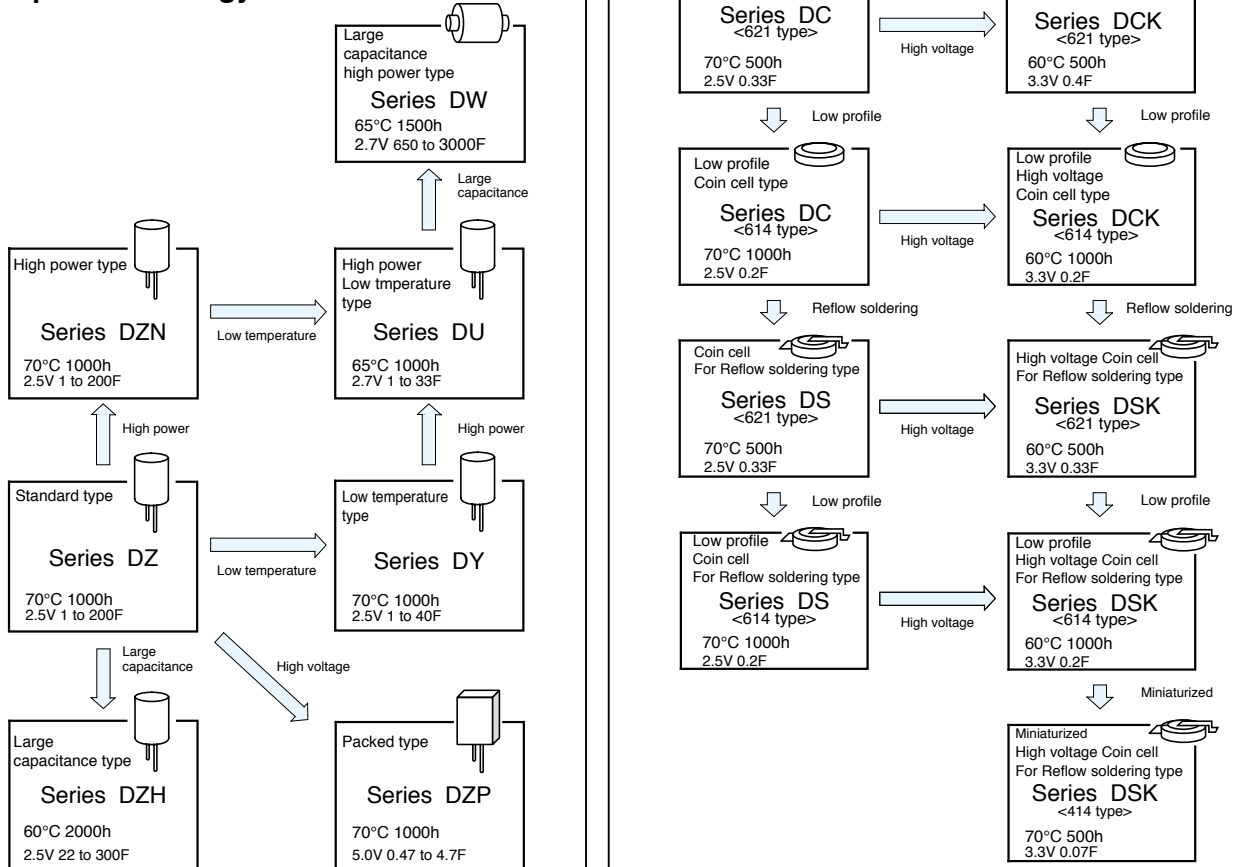 Large
capacitance
high power type
Series DW
65°C 1500h
2.7V 650 to 3000F
Large
capacitance
High power type
Series DZN
70°C 1000h
2.5V 1 to 200F
Low temperature
High power
Low tmperature
type
Series DU
65°C 1000h
2.7V 1 to 33F
High power
High power
Standard type
Series DZ
70°C 1000h
2.5V 1 to 200F
Low temperature
Low temperature
type
Series DY
70°C 1000h
2.5V 1 to 40F
Large
capacitance
High voltage
Large
capacitance type
Series DZH
60°C 2000h
2.5V 22 to 300F
Packed type
Series DZP
70°C 1000h
5.0V 0.47 to 4.7F
Series DC
<621 type>
70°C 500h
2.5V 0.33F
High voltage
Series DCK
<621 type>
60°C 500h
3.3V 0.4F
Low profile
Low profile
Low profile
Coin cell type
Series DC
<614 type>
70°C 1000h
2.5V 0.2F
High voltage
Low profile
High voltage
Coin cell type
Series DCK
<614 type>
60°C 1000h
3.3V 0.2F
Reflow soldering
Reflow soldering
Coin cell
For Reflow soldering type
Series DS
<621 type>
70°C 500h
2.5V 0.33F
High voltage
High voltage Coin cell
For Reflow soldering type
Series DSK
<621 type>
60°C 500h
3.3V 0.33F
Low profile
Low profile
Low profile
Coin cell
For Reflow soldering type
Series DS
<614 type>
70°C 1000h
2.5V 0.2F
High voltage
Low profile
High voltage Coin cell
For Reflow soldering type
Series DSK
<614 type>
60°C 1000h
3.3V 0.2F
Miniaturized
Miniaturized
High voltage Coin cell
For Reflow soldering type
Series DSK
<414 type>
70°C 500h
3.3V 0.07F